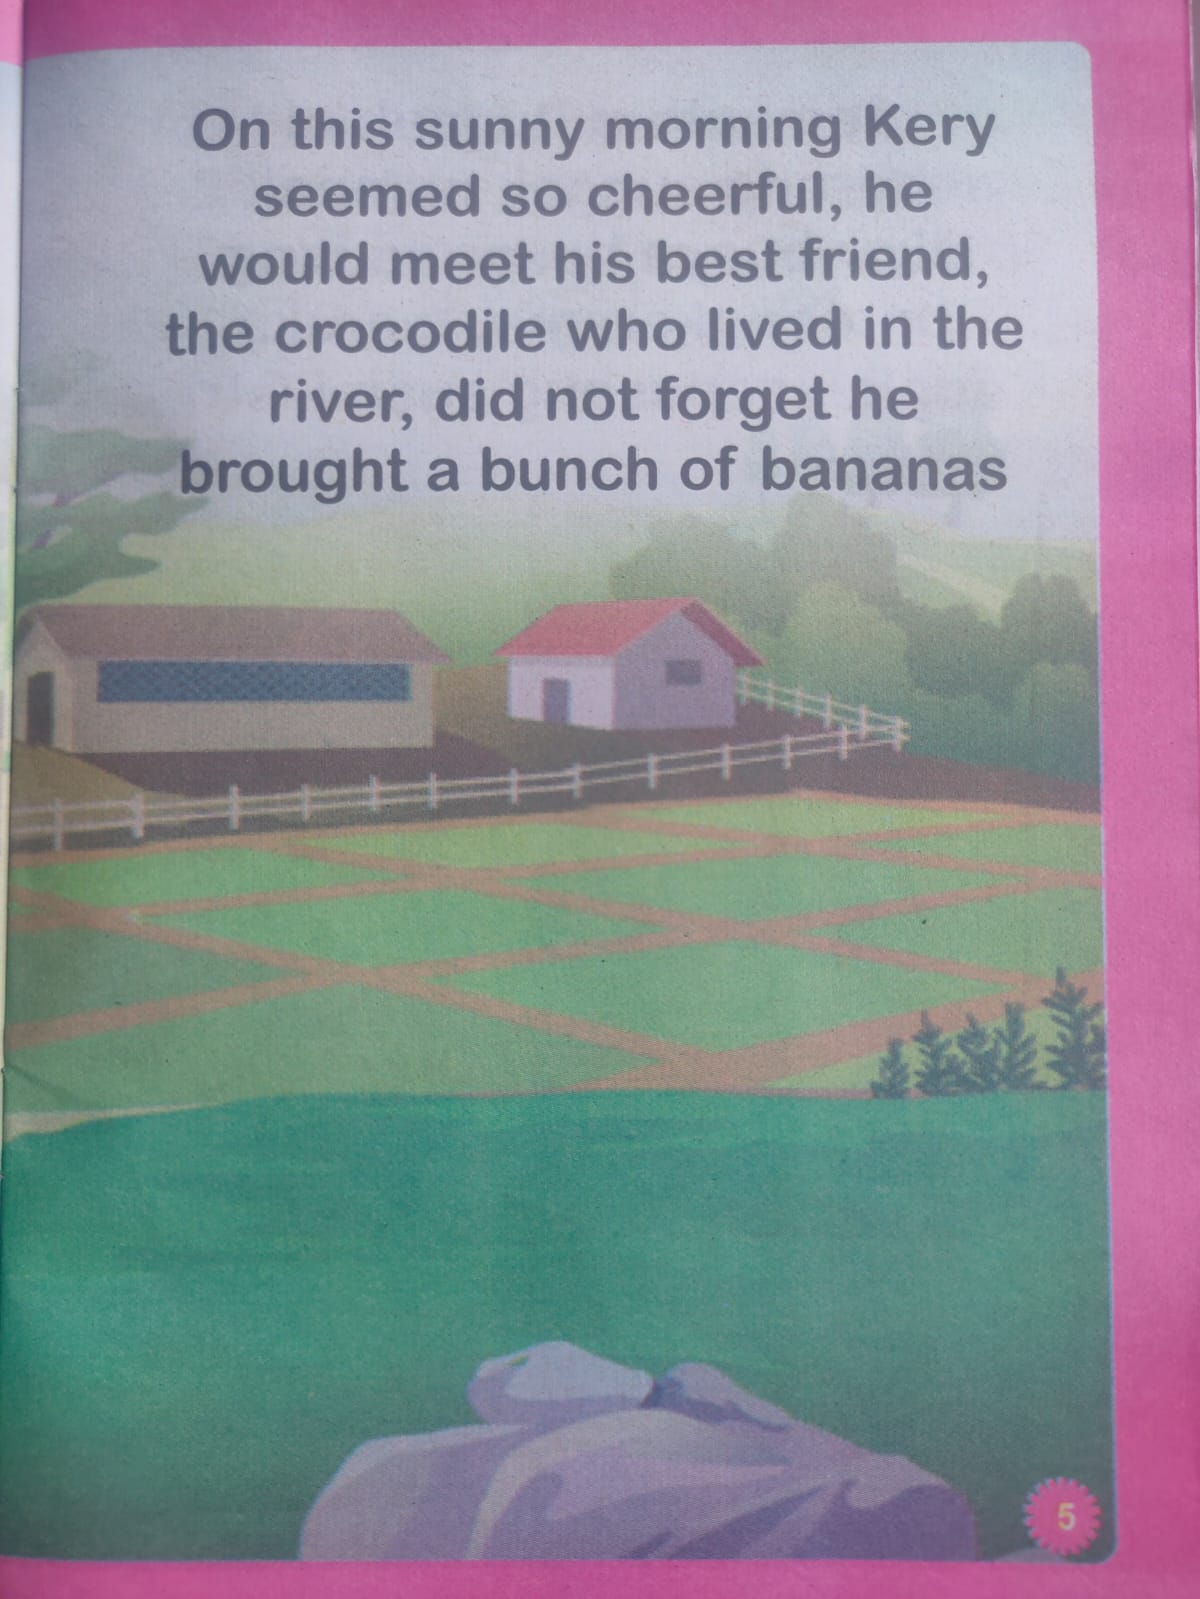 On this sunny morning Kery
seemed so cheerful, he
would meet his best friend,
the crocodile who lived in the
river, did not forget he
brought a bunch of bananas
5